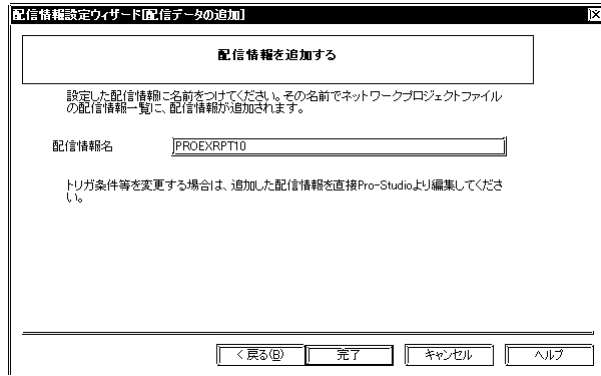 配信情報設定ウィザード[配信データの追加]
配信情報を追加する
設定した配信情報に名前をつけてください。その名前でネットワークプロジェクトファイル
の配信情報一覧に、配信情報が追加されます。
配信情報名 PROEXRPT10
トリガ条件等を変更する場合は、追加した配信情報を直接Pro-Studioより編集してくださ
い。
< 戻る(B) 完了 キャンセル ヘルプ